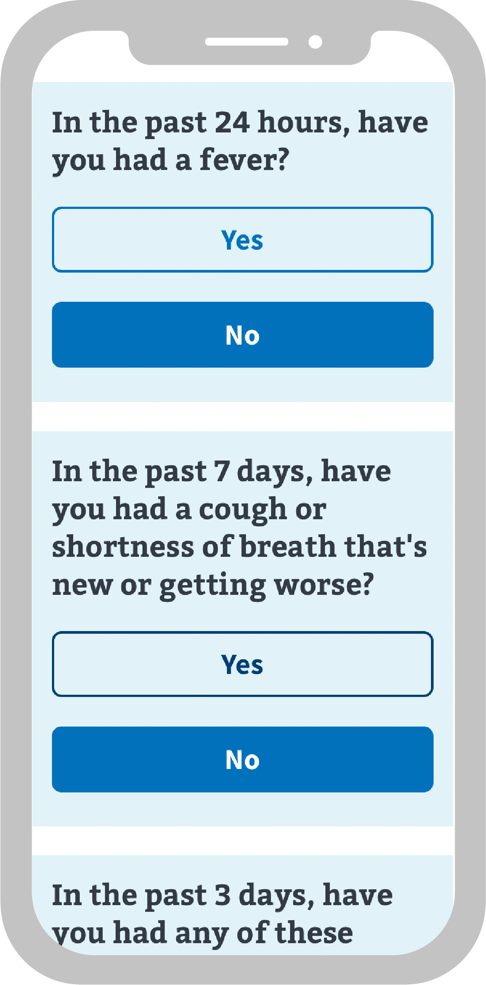 In the past 24 hours, have
you had a fever?
Yes
No
In the past 7 days, have
you had a cough or
shortness of breath that's
new or getting worse?
Yes
No
In the past 3 days, have
you had any of these